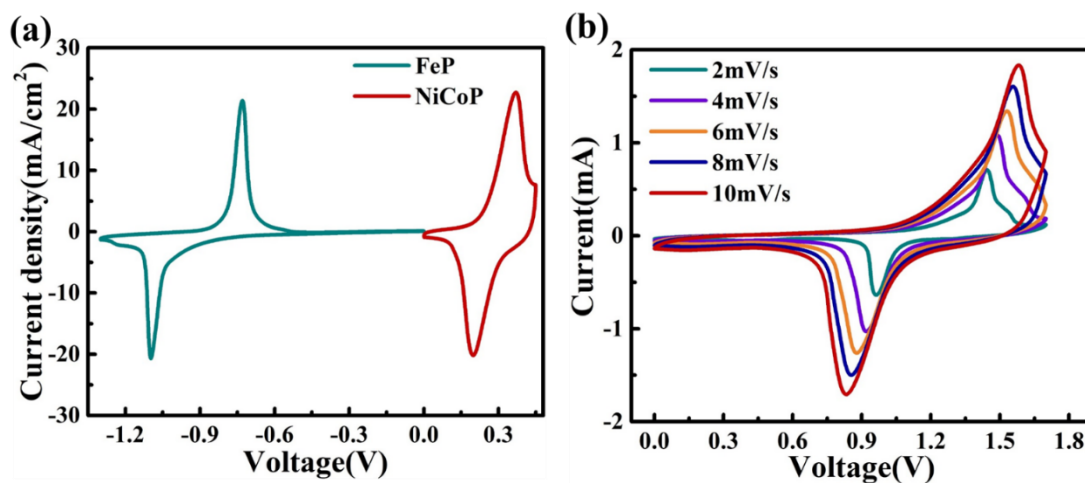 (a)
30
20
10
0
-10
-20
-30
Current density(mA/cm²)
FeP
NiCoP
-1.2 -0.9 -0.6 -0.3 0.0 0.3
Voltage(V)
(b)
2
1
0
-1
-2
Current(mA)
2mV/s
4mV/s
6mV/s
8mV/s
10mV/s
0.0 0.3 0.6 0.9 1.2 1.5 1.8
Voltage(V)